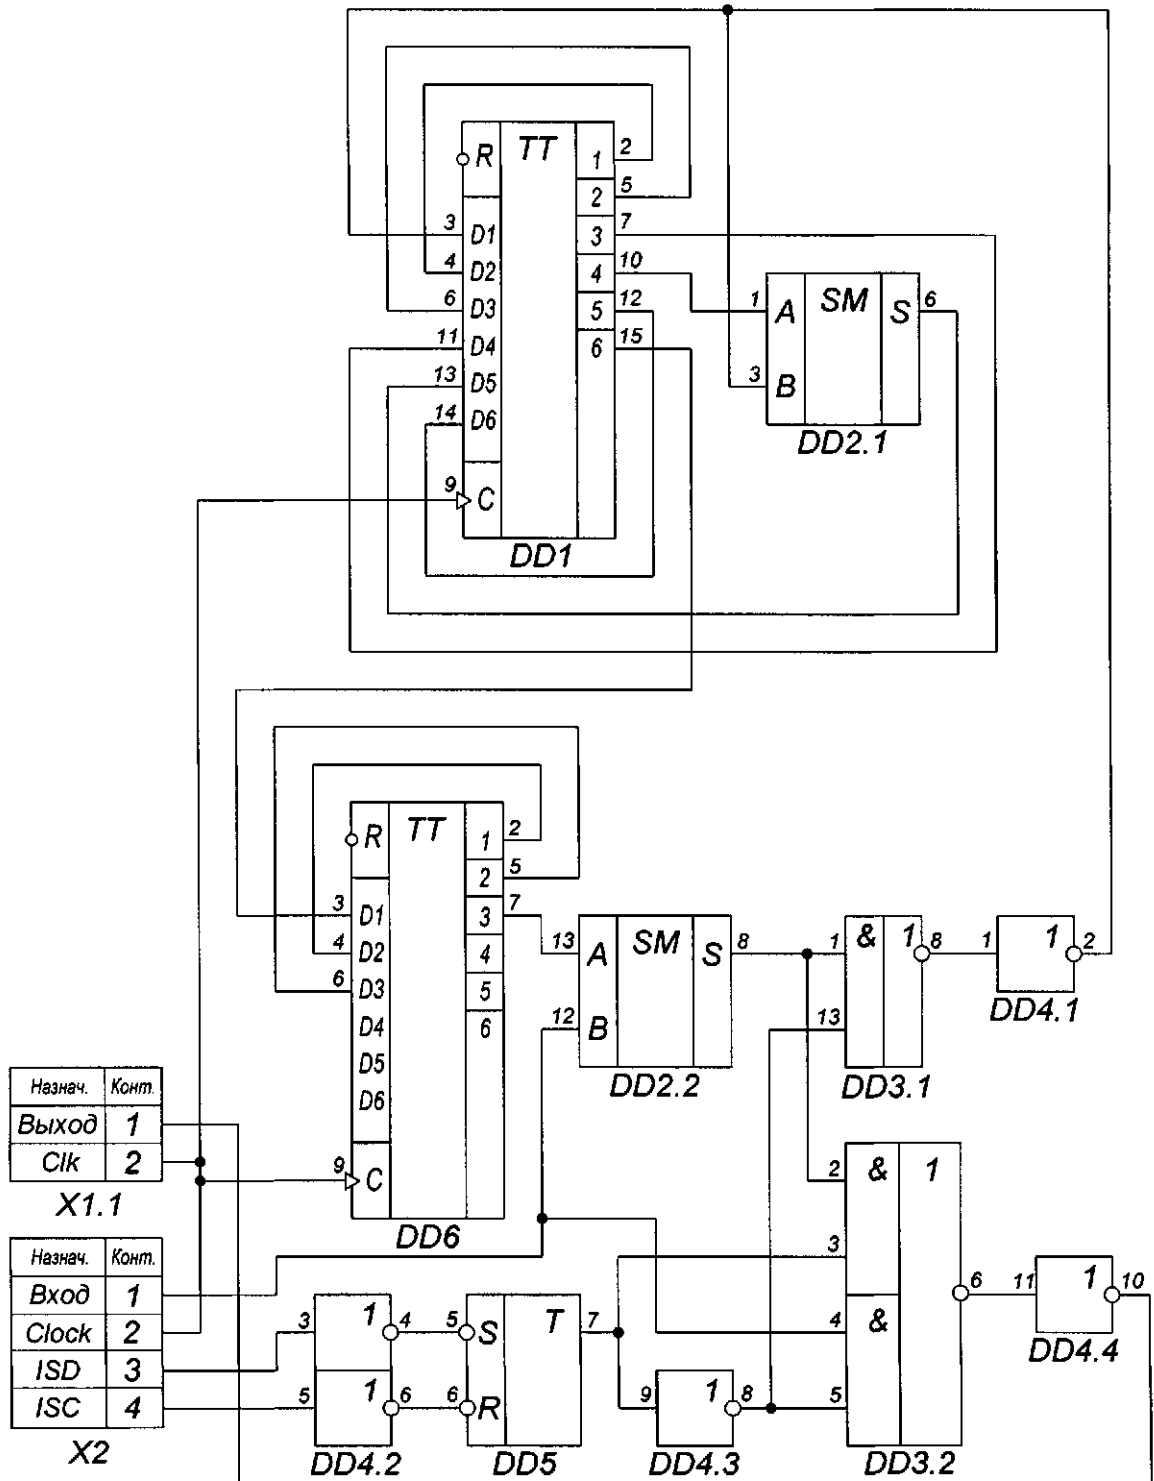 R TT 1 2
2 5
3 D1 3 7
4 D2 4 10
6 D3 5 12
11 D4 6 15
13 D5
14 D6
9 C
DD1
1 A SM S 6
3 B
DD2.1
R TT 1 2
2 5
3 D1 3 7
4 D2 4
6 D3 5
D4 6
D5
D6
9 C
DD6
13 A SM S 8
12 B
DD2.2
1 & 1 8
13
DD3.1
1 1 2
DD4.1
Назнач. Конт.
Выход 1
Clk 2
X1.1
Назнач. Конт.
Вход 1
Clock 2
ISD 3
ISC 4
X2
3 1 4
5 1 6
DD4.2
5 S T 7
6 R
DD5
9 1 8
DD4.3
2 & 1
3
4 & 6
5
DD3.2
11 1 10
DD4.4